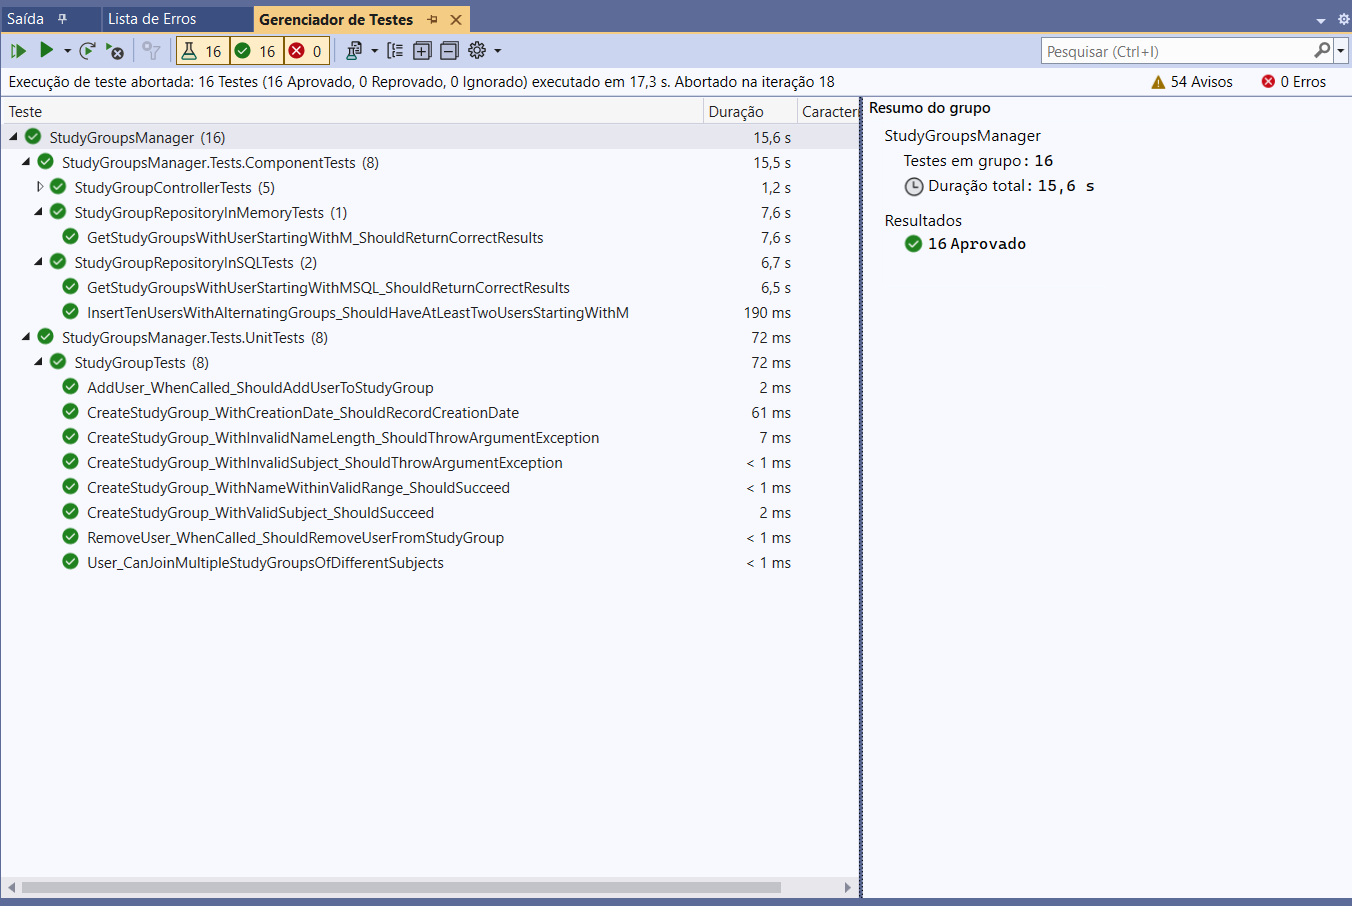 Saída
Lista de Erros
Gerenciador de Testes
16
16
0
Pesquisar (Ctrl+I)
Execução de teste abortada: 16 Testes (16 Aprovado, 0 Reprovado, 0 Ignorado) executado em 17,3 s. Abortado na iteração 18
54 Avisos
0 Erros
Teste Duração Caracterí
StudyGroupsManager (16) 15,6 s
StudyGroupsManager.Tests.ComponentTests (8) 15,5 s
StudyGroupControllerTests (5) 1,2 s
StudyGroupRepositoryInMemoryTests (1) 7,6 s
GetStudyGroupsWithUserStartingWithM_ShouldReturnCorrectResults 7,6 s
StudyGroupRepositoryInSQLTests (2) 6,7 s
GetStudyGroupsWithUserStartingWithMSQL_ShouldReturnCorrectResults 6,5 s
InsertTenUsersWithAlternatingGroups_ShouldHaveAtLeastTwoUsersStartingWithM 190 ms
StudyGroupsManager.Tests.UnitTests (8) 72 ms
StudyGroupTests (8) 72 ms
AddUser_WhenCalled_ShouldAddUserToStudyGroup 2 ms
CreateStudyGroup_WithCreationDate_ShouldRecordCreationDate 61 ms
CreateStudyGroup_WithInvalidNameLength_ShouldThrowArgumentException 7 ms
CreateStudyGroup_WithInvalidSubject_ShouldThrowArgumentException < 1 ms
CreateStudyGroup_WithNameWithinValidRange_ShouldSucceed < 1 ms
CreateStudyGroup_WithValidSubject_ShouldSucceed 2 ms
RemoveUser_WhenCalled_ShouldRemoveUserFromStudyGroup < 1 ms
User_CanJoinMultipleStudyGroupsOfDifferentSubjects < 1 ms
Resumo do grupo
StudyGroupsManager
Testes em grupo: 16
Duração total: 15,6 s
Resultados
16 Aprovado